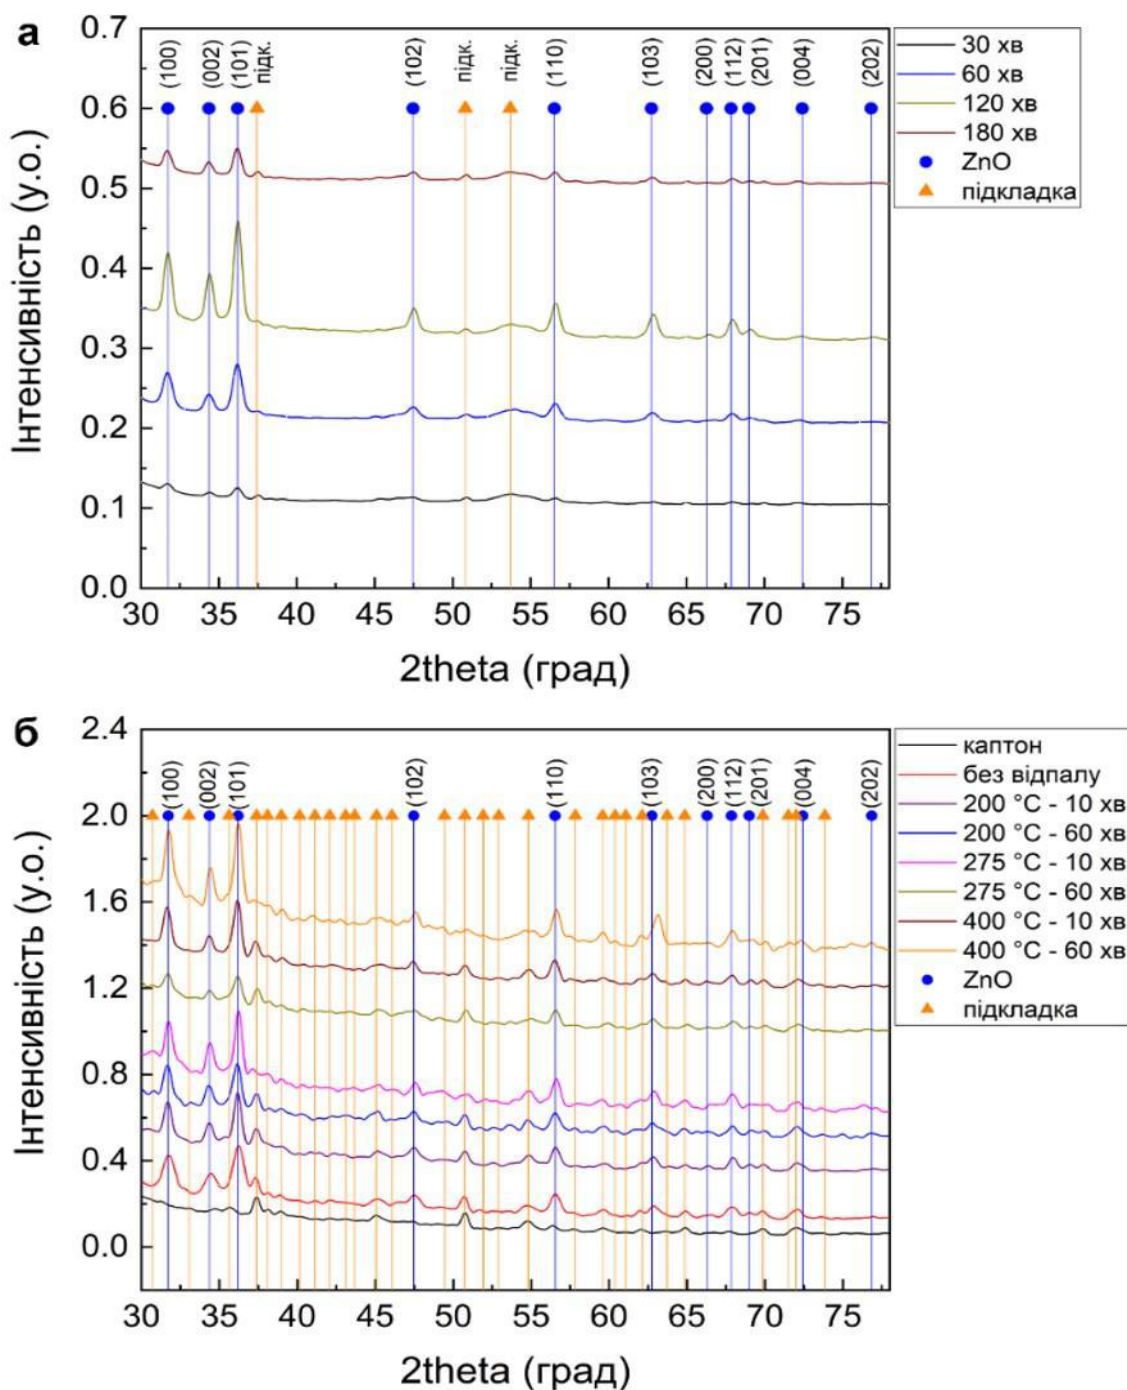 а
0.7
0.6
0.5
0.4
0.3
0.2
0.1
0.0
Інтенсивність (у.о.)
(100)
(002)
(101)
підк.
(102)
підк.
підк.
(110)
(103)
(200)
(112)
(201)
(004)
(202)
30 хв
60 хв
120 хв
180 хв
ZnO
підкладка
30 35 40 45 50 55 60 65 70 75
2theta (град)
б
2.4
2.0
1.6
1.2
0.8
0.4
0.0
Інтенсивність (у.о.)
(100)
(002)
(101)
(102)
(110)
(103)
(200)
(112)
(201)
(004)
(202)
каптон
без відпалу
200 °C - 10 хв
200 °C - 60 хв
275 °C - 10 хв
275 °C - 60 хв
400 °C - 10 хв
400 °C - 60 хв
ZnO
підкладка
30 35 40 45 50 55 60 65 70 75
2theta (град)